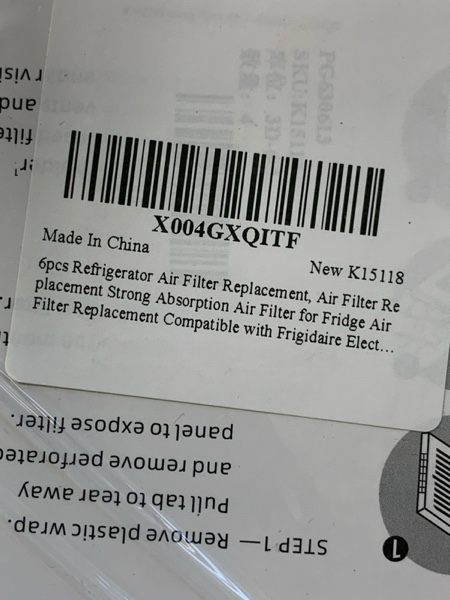 X004GXQITF
Made In China
New K15118
6pcs Refrigerator Air Filter Replacement, Air Filter Re
placement Strong Absorption Air Filter for Fridge Air
Filter Replacement Compatible with Frigidaire Elect...
1
STEP 1— Remove plastic wrap.
Pull tab to tear away
and remove perforated
panel to expose filter.
and